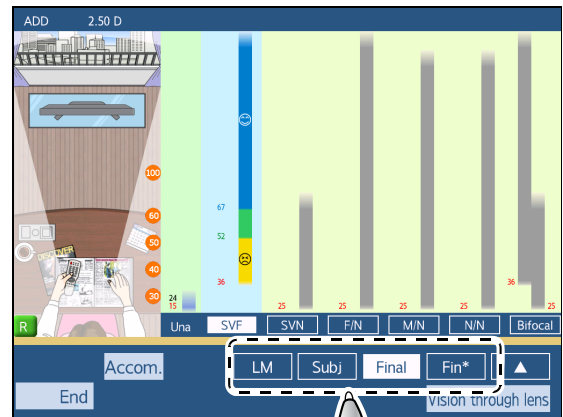 ADD 2.50 D
100
60
50
40
30
DISCOVER
67
52
36
24
15
25
25
25
25
36
25
R
Una SVF SVN F/N M/N N/N Bifocal
Accom. LM Subj Final Fin* ▲
End Vision through lens